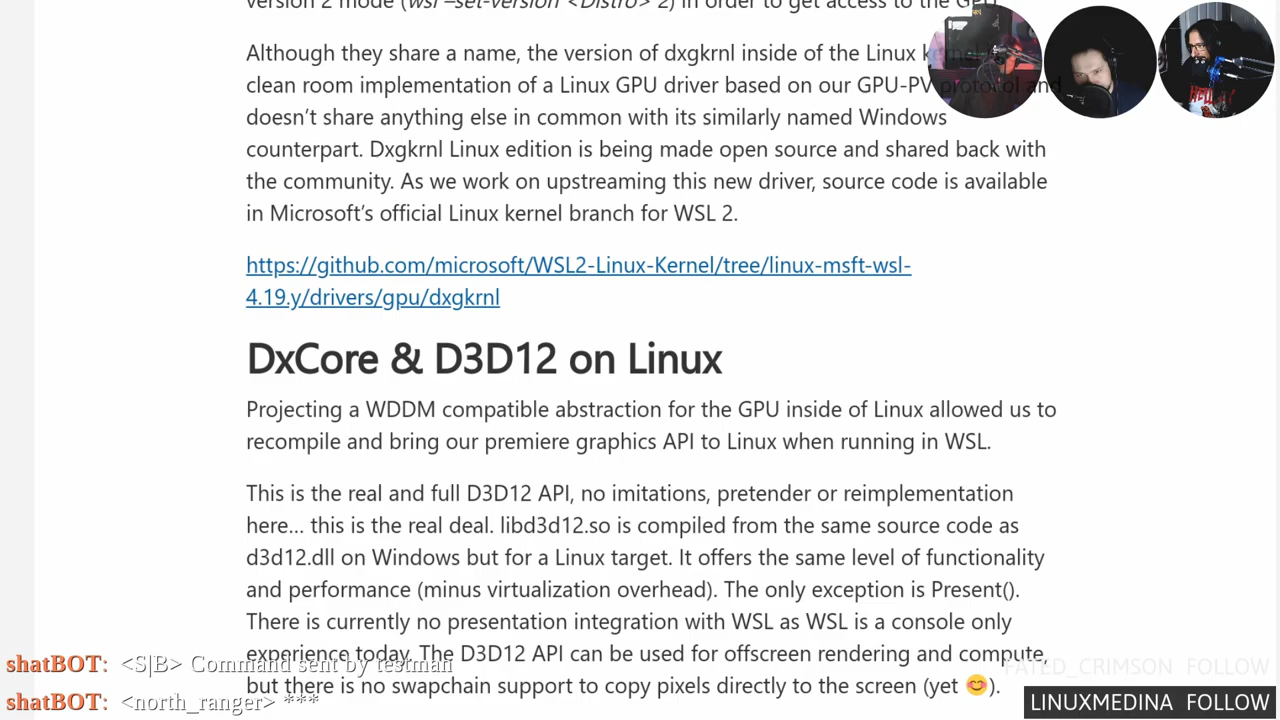 version 2 mode (wsl –set-version <Distro> 2) in order to get access to the GPU
Although they share a name, the version of dxgkrnl inside of the Linux kernel
clean room implementation of a Linux GPU driver based on our GPU-PV protocol and
doesn't share anything else in common with its similarly named Windows
counterpart. Dxgkrnl Linux edition is being made open source and shared back with
the community. As we work on upstreaming this new driver, source code is available
in Microsoft's official Linux kernel branch for WSL 2.
https://github.com/microsoft/WSL2-Linux-Kernel/tree/linux-msft-wsl-
4.19.y/drivers/gpu/dxgkrnl
DxCore & D3D12 on Linux
Projecting a WDDM compatible abstraction for the GPU inside of Linux allowed us to
recompile and bring our premiere graphics API to Linux when running in WSL.
This is the real and full D3D12 API, no imitations, pretender or reimplementation
here… this is the real deal. libd3d12.so is compiled from the same source code as
d3d12.dll on Windows but for a Linux target. It offers the same level of functionality
and performance (minus virtualization overhead). The only exception is Present().
There is currently no presentation integration with WSL as WSL is a console only
experience today. The D3D12 API can be used for offscreen rendering and compute,
but there is no swapchain support to copy pixels directly to the screen (yet 😊).
shatBOT: <S|B> Command sent by testman
shatBOT: <north_ranger> ***
FATED_CRIMSON FOLLOW
LINUXMEDINA FOLLOW